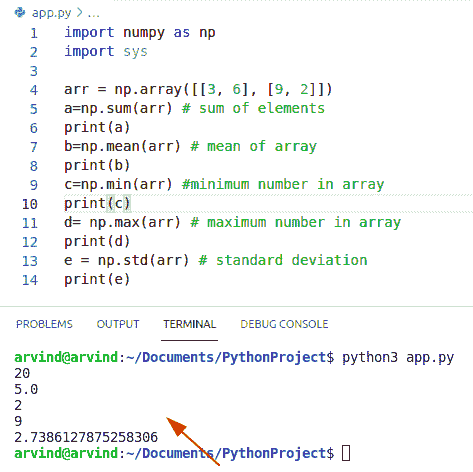 app.py > ...
1 import numpy as np
2 import sys
3
4 arr = np.array([[3, 6], [9, 2]])
5 a=np.sum(arr) # sum of elements
6 print(a)
7 b=np.mean(arr) # mean of array
8 print(b)
9 c=np.min(arr) #minimum number in array
10 print(c)
11 d= np.max(arr) # maximum number in array
12 print(d)
13 e = np.std(arr) # standard deviation
14 print(e)
PROBLEMS OUTPUT TERMINAL DEBUG CONSOLE
arvind@arvind:~/Documents/PythonProject$ python3 app.py
20
5.0
2
9
2.7386127875258306
arvind@arvind:~/Documents/PythonProject$